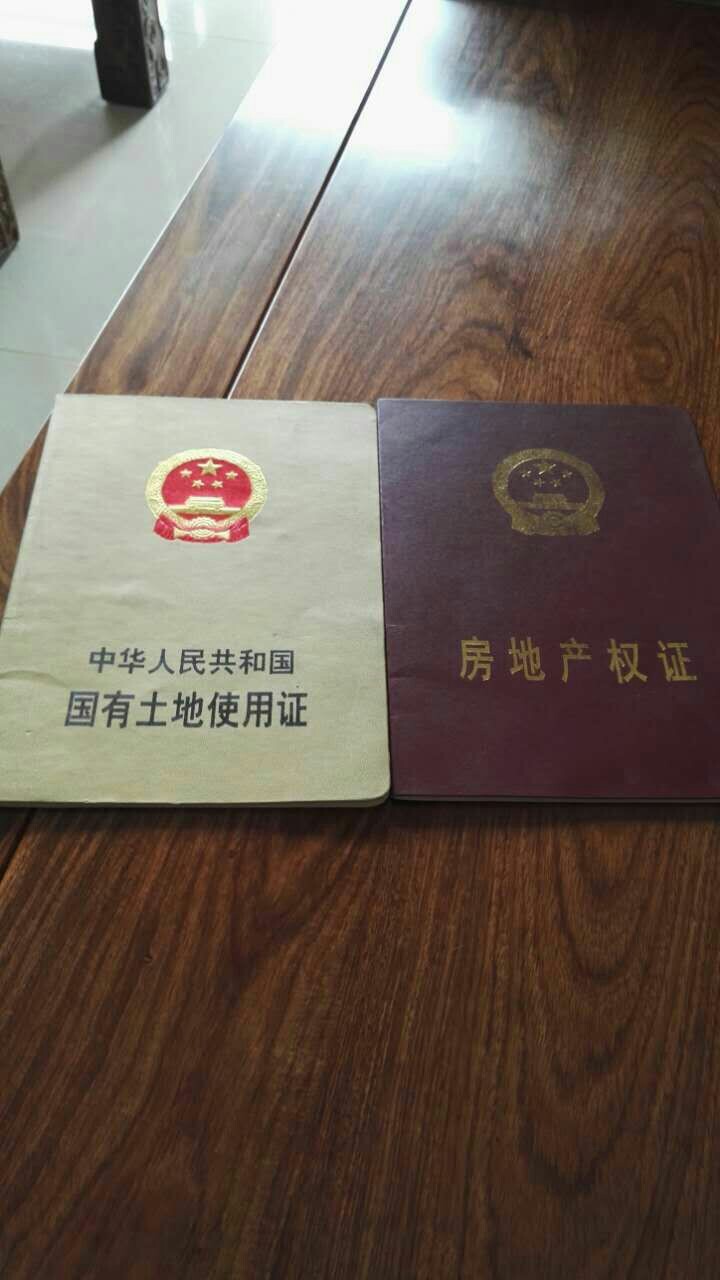 中华人民共和国
国有土地使用证
房地产权证